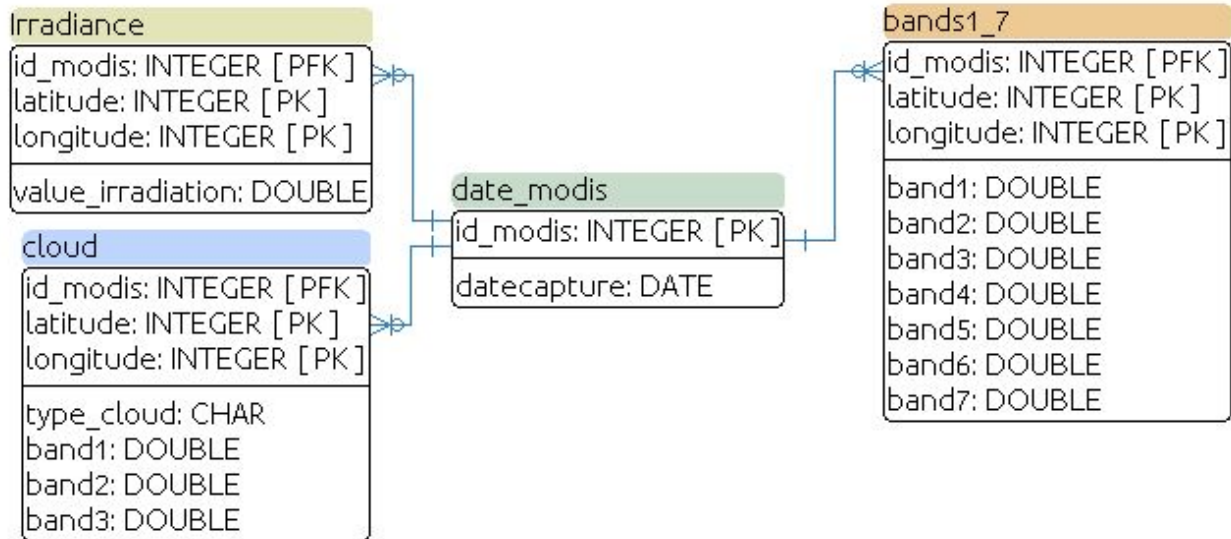 Irradiance
id_modis: INTEGER [PFK]
latitude: INTEGER [PK]
longitude: INTEGER [PK]
value_irradiation: DOUBLE
cloud
id_modis: INTEGER [PFK]
latitude: INTEGER [PK]
longitude: INTEGER [PK]
type_cloud: CHAR
band1: DOUBLE
band2: DOUBLE
band3: DOUBLE
date_modis
id_modis: INTEGER [PK]
datecapture: DATE
bands1_7
id_modis: INTEGER [PFK]
latitude: INTEGER [PK]
longitude: INTEGER [PK]
band1: DOUBLE
band2: DOUBLE
band3: DOUBLE
band4: DOUBLE
band5: DOUBLE
band6: DOUBLE
band7: DOUBLE